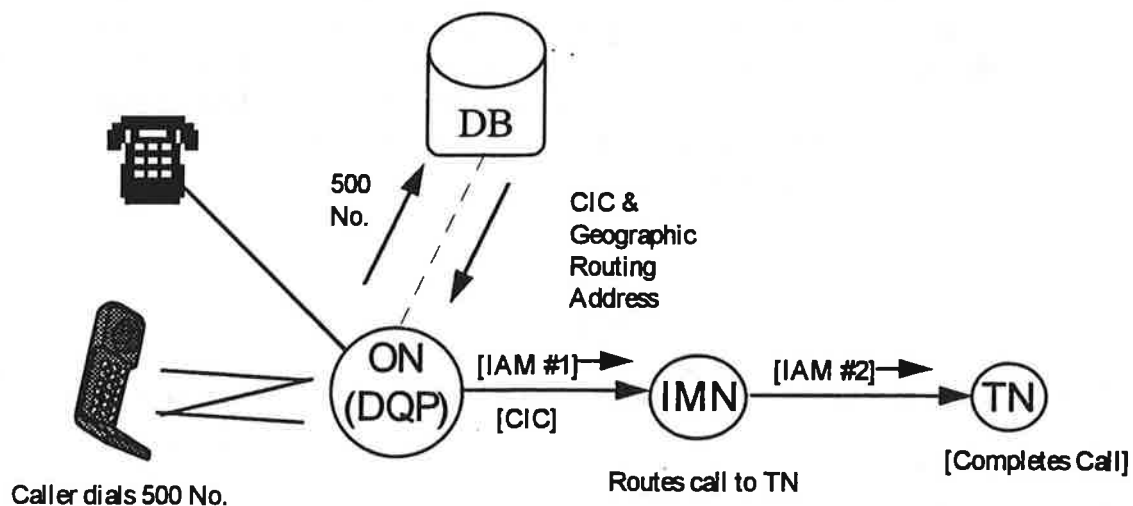 DB
500
No.
CIC &
Geographic
Routing
Address
ON
(DQP)
[IAM #1]
[CIC]
IMN
[IAM #2]
TN
Caller dials 500 No.
Routes call to TN
[Completes Call]